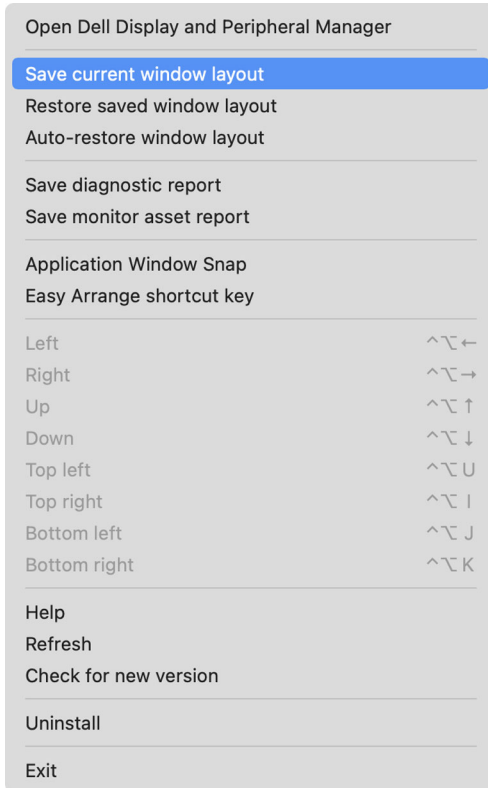 Open Dell Display and Peripheral Manager
Save current window layout
Restore saved window layout
Auto-restore window layout
Save diagnostic report
Save monitor asset report
Application Window Snap
Easy Arrange shortcut key
Left ^⌥←
Right ^⌥→
Up ^⌥↑
Down ^⌥↓
Top left ^⌥U
Top right ^⌥I
Bottom left ^⌥J
Bottom right ^⌥K
Help
Refresh
Check for new version
Uninstall
Exit